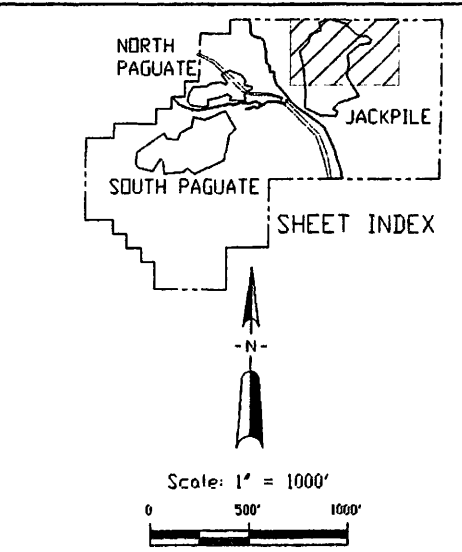 NORTH
PAGUATE
JACKPILE
SOUTH PAGUATE
SHEET INDEX
-N-
Scale: 1" = 1000'
0 500' 1000'